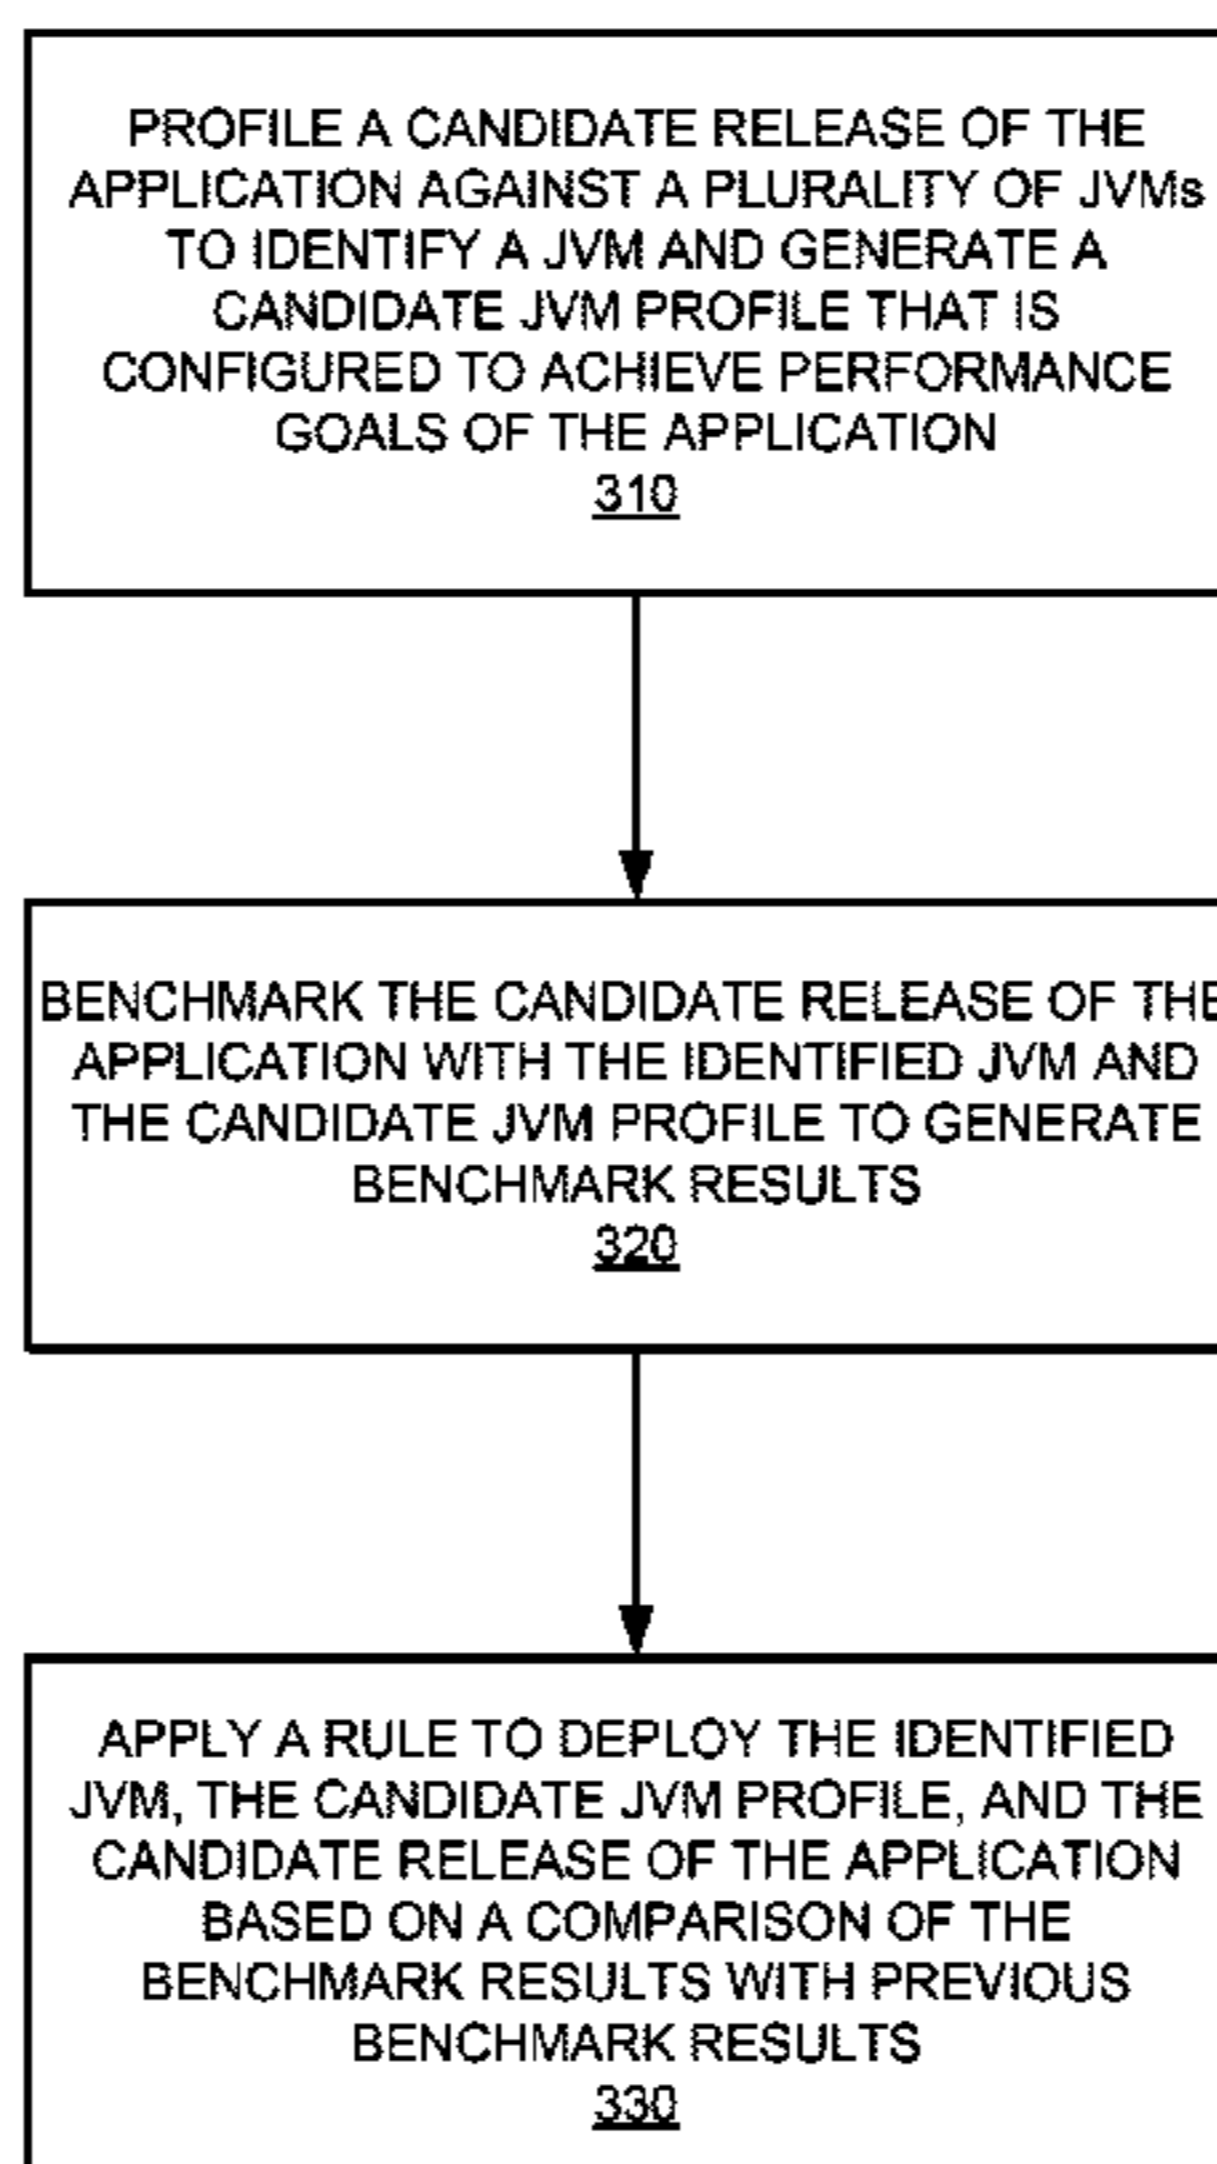 PROFILE A CANDIDATE RELEASE OF THE
APPLICATION AGAINST A PLURALITY OF JVMs
TO IDENTIFY A JVM AND GENERATE A
CANDIDATE JVM PROFILE THAT IS
CONFIGURED TO ACHIEVE PERFORMANCE
GOALS OF THE APPLICATION
310
BENCHMARK THE CANDIDATE RELEASE OF THE
APPLICATION WITH THE IDENTIFIED JVM AND
THE CANDIDATE JVM PROFILE TO GENERATE
BENCHMARK RESULTS
320
APPLY A RULE TO DEPLOY THE IDENTIFIED
JVM, THE CANDIDATE JVM PROFILE, AND THE
CANDIDATE RELEASE OF THE APPLICATION
BASED ON A COMPARISON OF THE
BENCHMARK RESULTS WITH PREVIOUS
BENCHMARK RESULTS
330